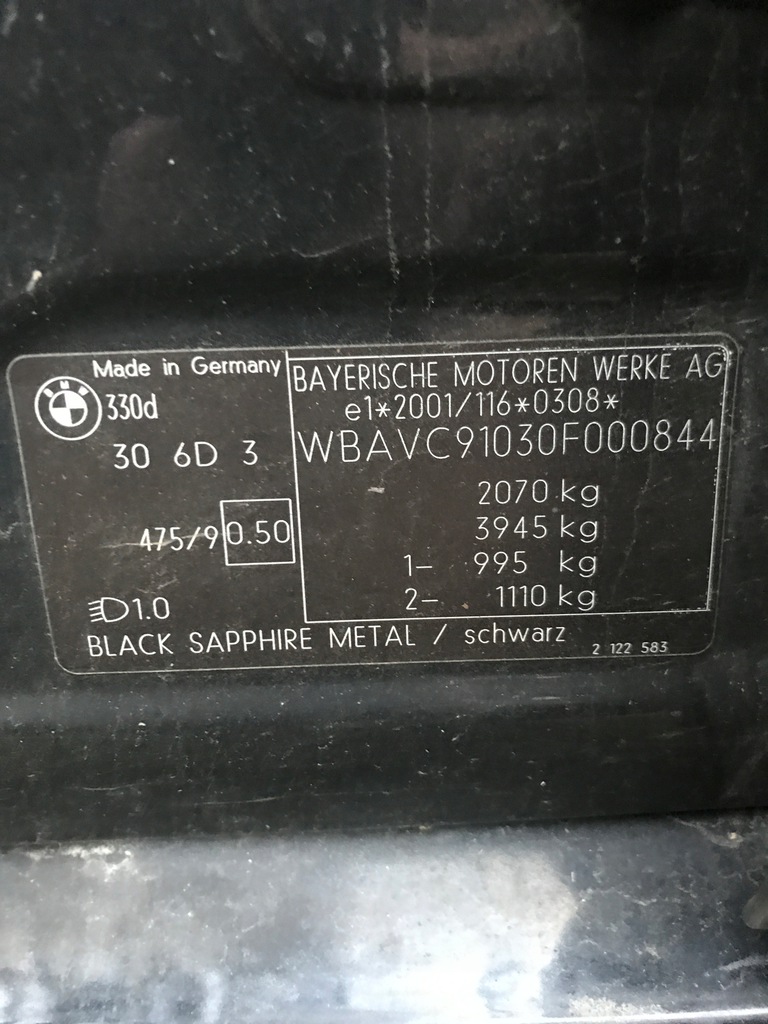 Made in Germany
BMW
330d
30 6D 3
475/9 0.50
1.0
BAYERISCHE MOTOREN WERKE AG
e1*2001/116*0308*
WBAVC91030F000844
2070 kg
3945 kg
1- 995 kg
2- 1110 kg
BLACK SAPPHIRE METAL / schwarz
2 122 583